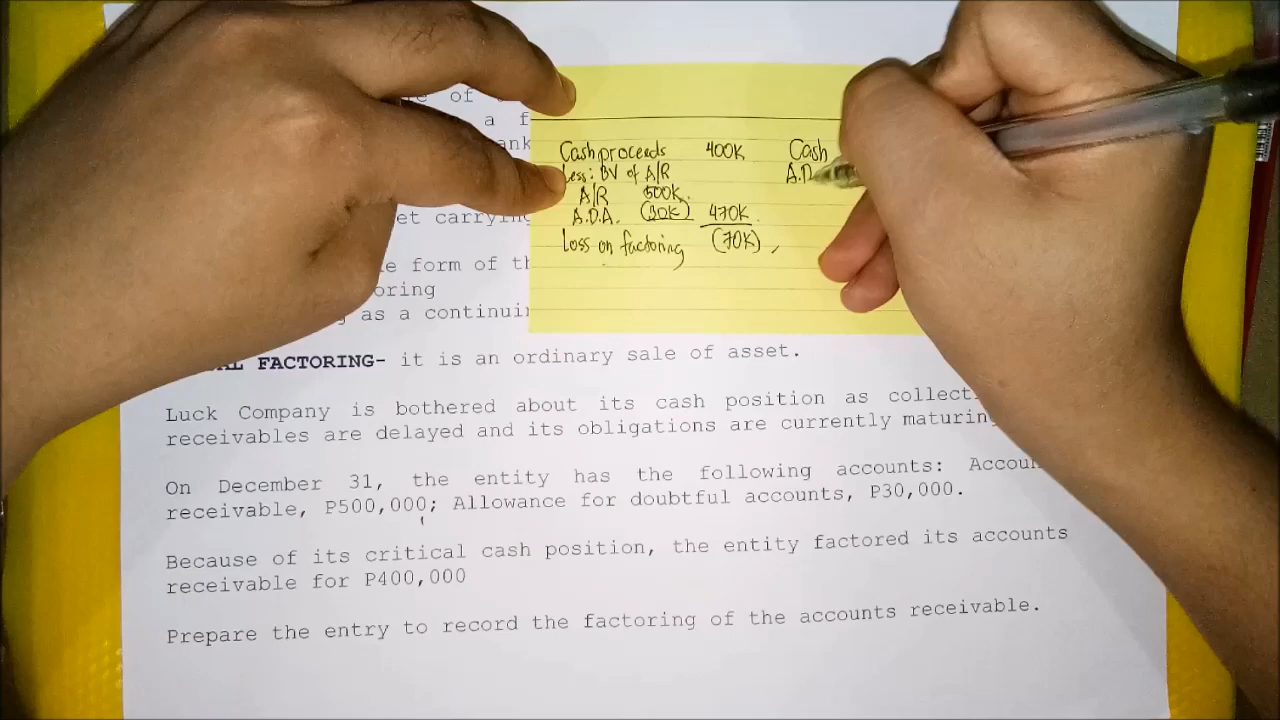 of
a f
ank
et carrying
e form of th
oring
as a continuin
Cash proceeds 400K
Less: BV of A/R
A/R 500K
A.D.A. (30K) 470K
Loss on factoring (70K)
Cash
A.D
FACTORING- it is an ordinary sale of asset.
Luck Company is bothered about its cash position as collect
receivables are delayed and its obligations are currently maturing
On December 31, the entity has the following accounts: Accoun
receivable, P500,000; Allowance for doubtful accounts, P30,000.
Because of its critical cash position, the entity factored its accounts
receivable for P400,000
Prepare the entry to record the factoring of the accounts receivable.